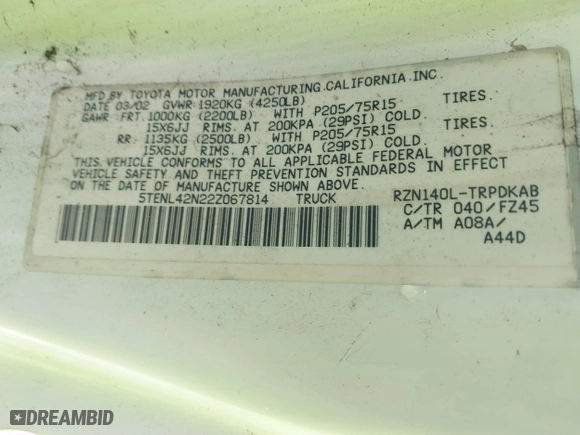 MFD. BY TOYOTA MOTOR MANUFACTURING, CALIFORNIA, INC.
DATE 03/02 GVWR 1920KG (4250LB)
GAWR FRT. 1000KG (2200LB) WITH P205/75R15 TIRES.
15X6JJ RIMS. AT 200KPA (29PSI) COLD.
RR. 1135KG (2500LB) WITH P205/75R15 TIRES.
15X6JJ RIMS. AT 200KPA (29PSI) COLD.
THIS VEHICLE CONFORMS TO ALL APPLICABLE FEDERAL MOTOR
VEHICLE SAFETY AND THEFT PREVENTION STANDARDS IN EFFECT
ON THE DATE OF MANUFACTURE SHOWN ABOVE.
5TENL42N22Z067814 TRUCK RZN140L-TRPDKAB
C/TR 040/FZ45
A/TM A08A/
A44D
DREAMBID